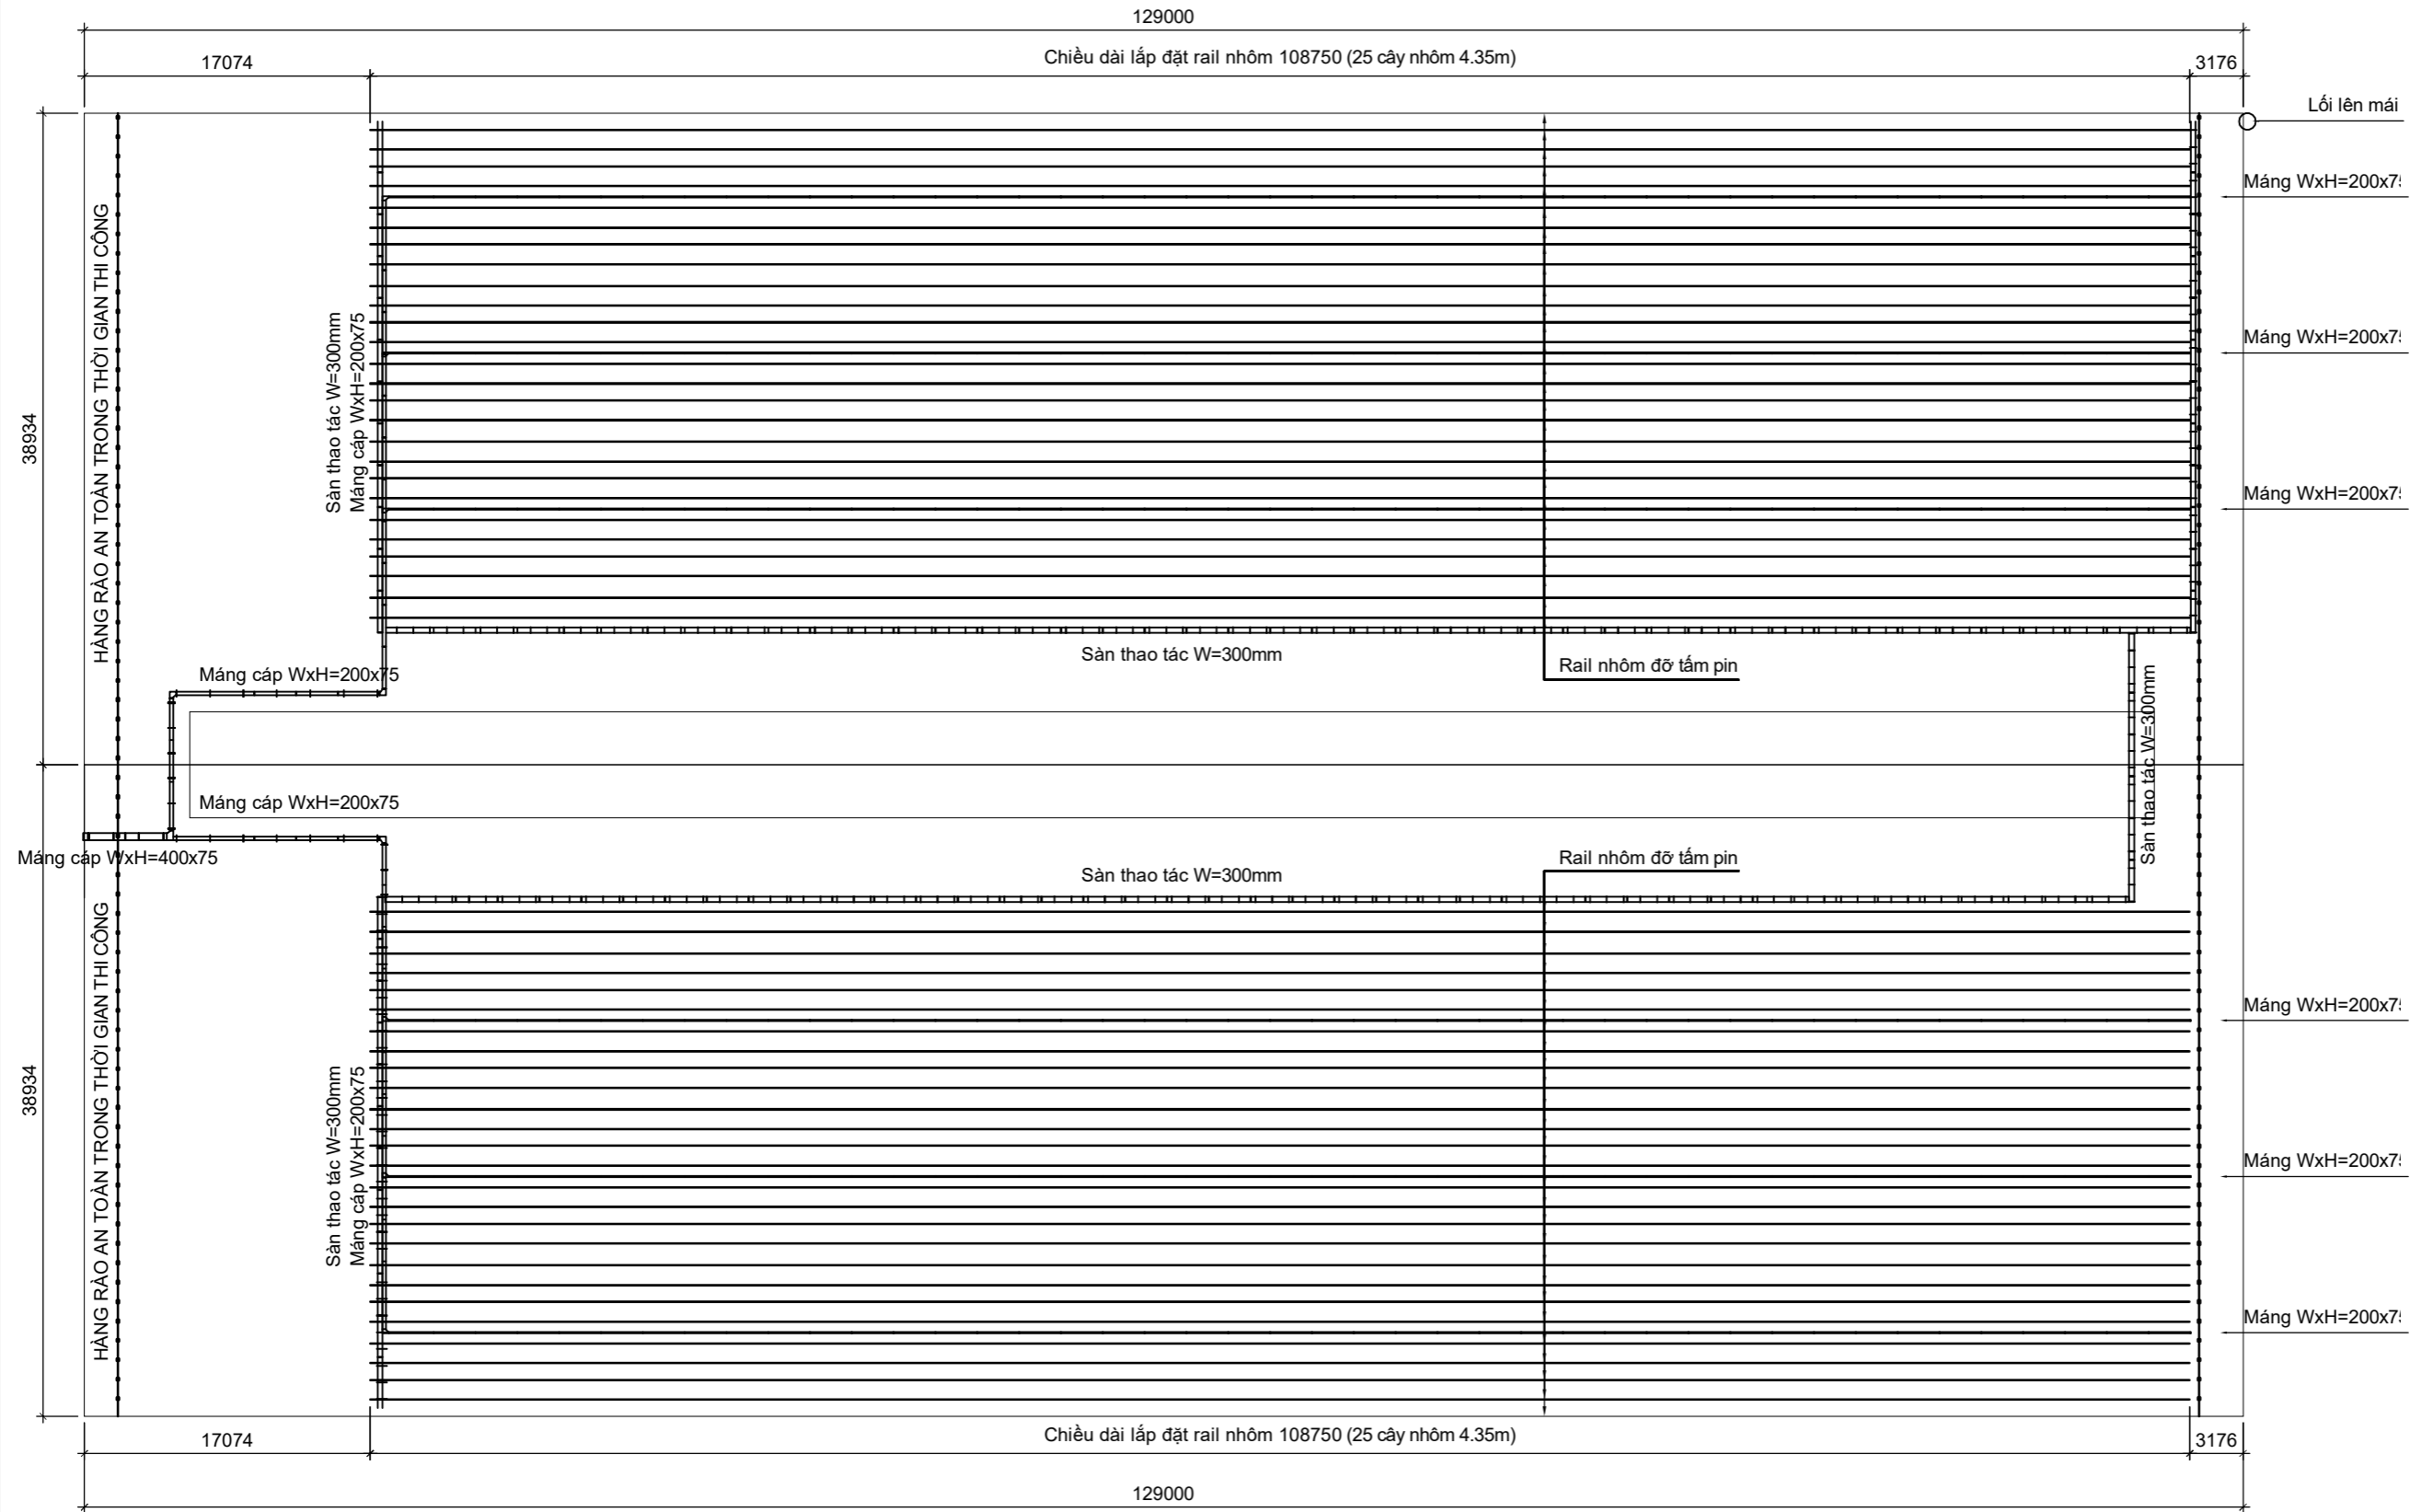 129000
Chiều dài lắp đặt rail nhôm 108750 (25 cây nhôm 4.35m)
17074
3176
Lối lên mái
Máng WxH=200x75
Máng WxH=200x75
Máng WxH=200x75
HÀNG RÀO AN TOÀN TRONG THỜI GIAN THI CÔNG
Sàn thao tác W=300mm
Máng cáp WxH=200x75
38934
Sàn thao tác W=300mm
Rail nhôm đỡ tấm pin
Máng cáp WxH=200x75
Sàn thao tác W=300mm
Máng cáp WxH=200x75
Máng cáp WxH=400x75
Rail nhôm đỡ tấm pin
Sàn thao tác W=300mm
HÀNG RÀO AN TOÀN TRONG THỜI GIAN THI CÔNG
Sàn thao tác W=300mm
Máng cáp WxH=200x75
38934
Máng WxH=200x75
Máng WxH=200x75
Máng WxH=200x75
17074
Chiều dài lắp đặt rail nhôm 108750 (25 cây nhôm 4.35m)
3176
129000